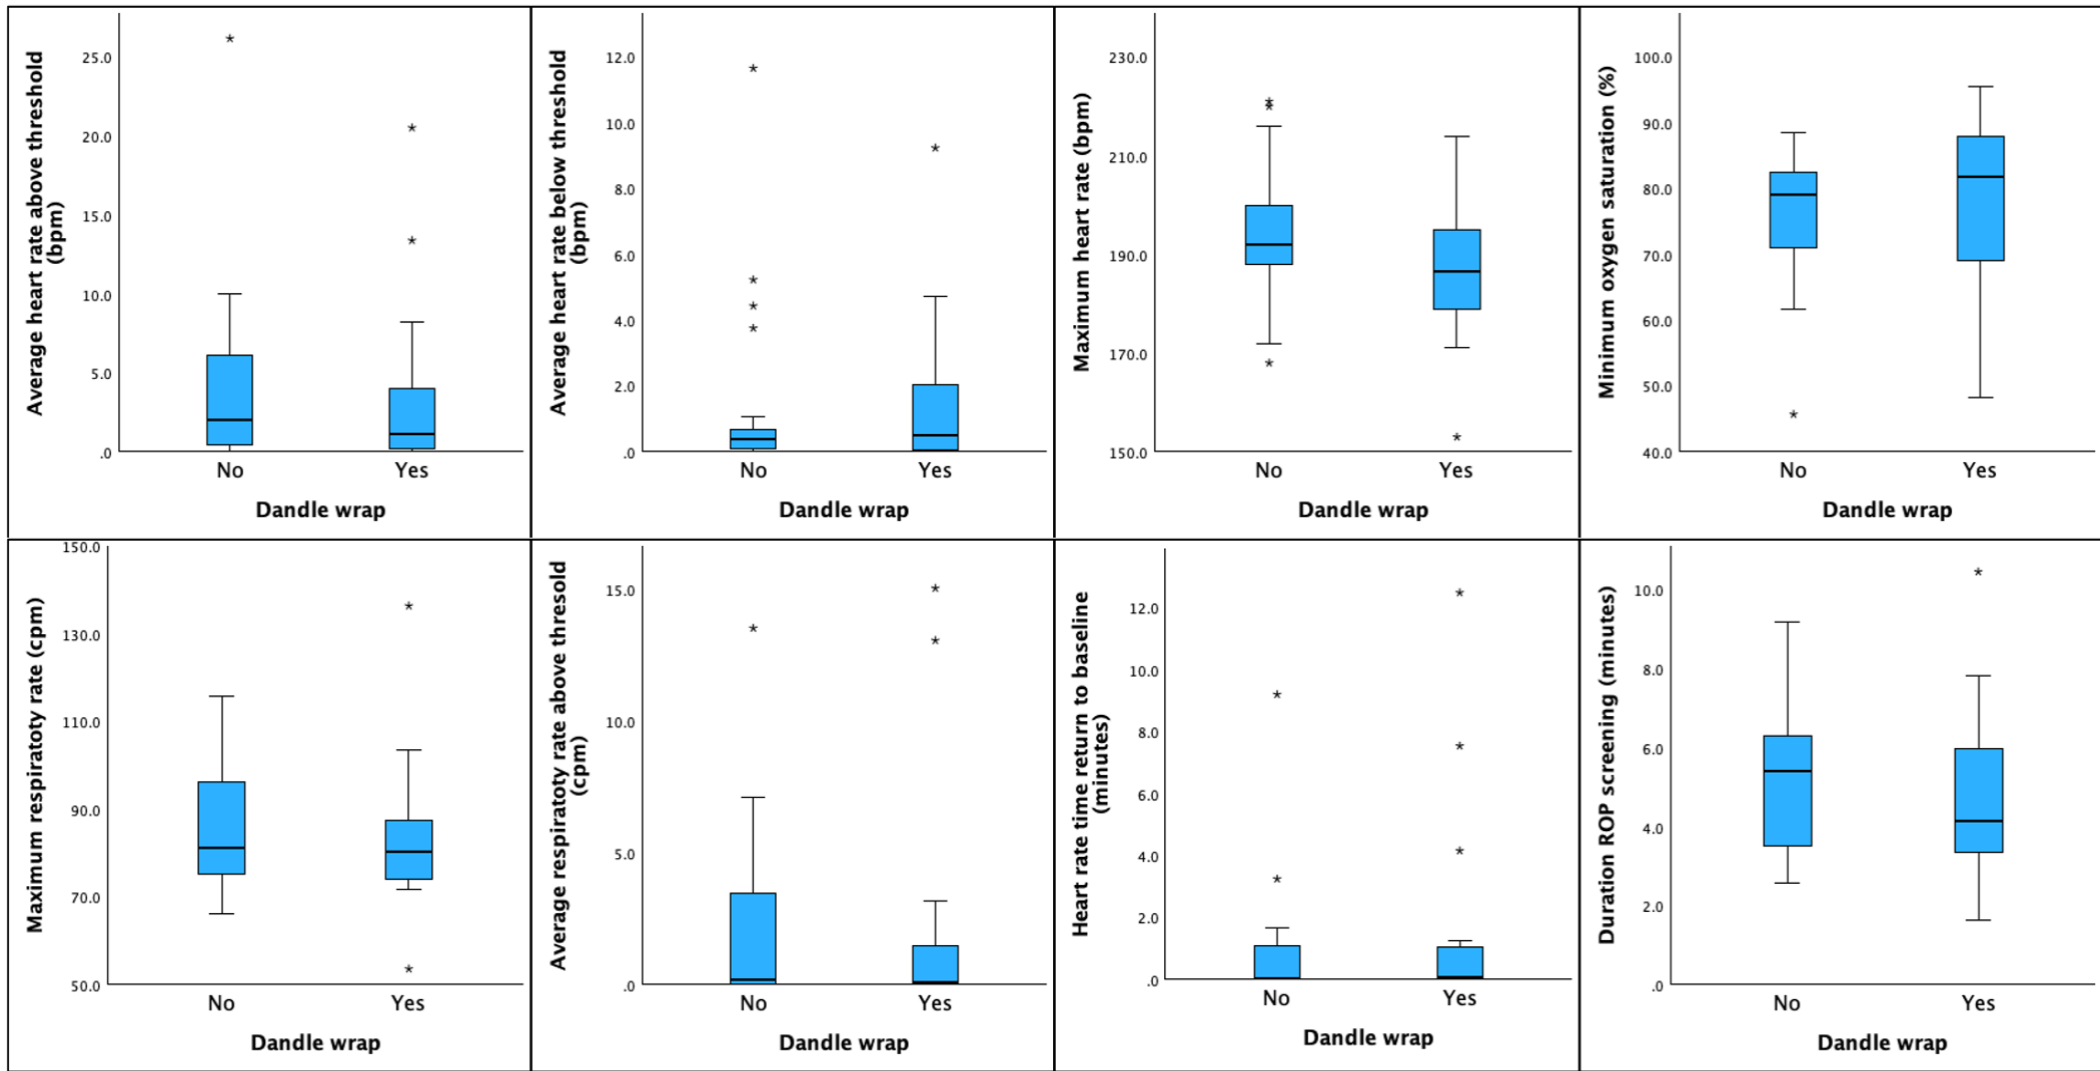 Average heart rate above threshold
(bpm)
25.0
20.0
15.0
10.0
5.0
.0
*
*
*
No
Yes
Dandle wrap
Average heart rate below threshold
(bpm)
12.0
10.0
8.0
6.0
4.0
2.0
.0
*
*
*
*
*
No
Yes
Dandle wrap
Maximum heart rate (bpm)
230.0
210.0
190.0
170.0
150.0
*
*
*
*
No
Yes
Dandle wrap
Minimum oxygen saturation (%)
100.0
90.0
80.0
70.0
60.0
50.0
40.0
*
No
Yes
Dandle wrap
Maximum respiratoty rate (cpm)
150.0
130.0
110.0
90.0
70.0
50.0
*
*
No
Yes
Dandle wrap
Average respiratoty rate above thresold
(cpm)
15.0
10.0
5.0
.0
*
*
*
No
Yes
Dandle wrap
Heart rate time return to baseline
(minutes)
12.0
10.0
8.0
6.0
4.0
2.0
.0
*
*
*
*
*
No
Yes
Dandle wrap
Duration ROP screening (minutes)
10.0
8.0
6.0
4.0
2.0
.0
*
No
Yes
Dandle wrap